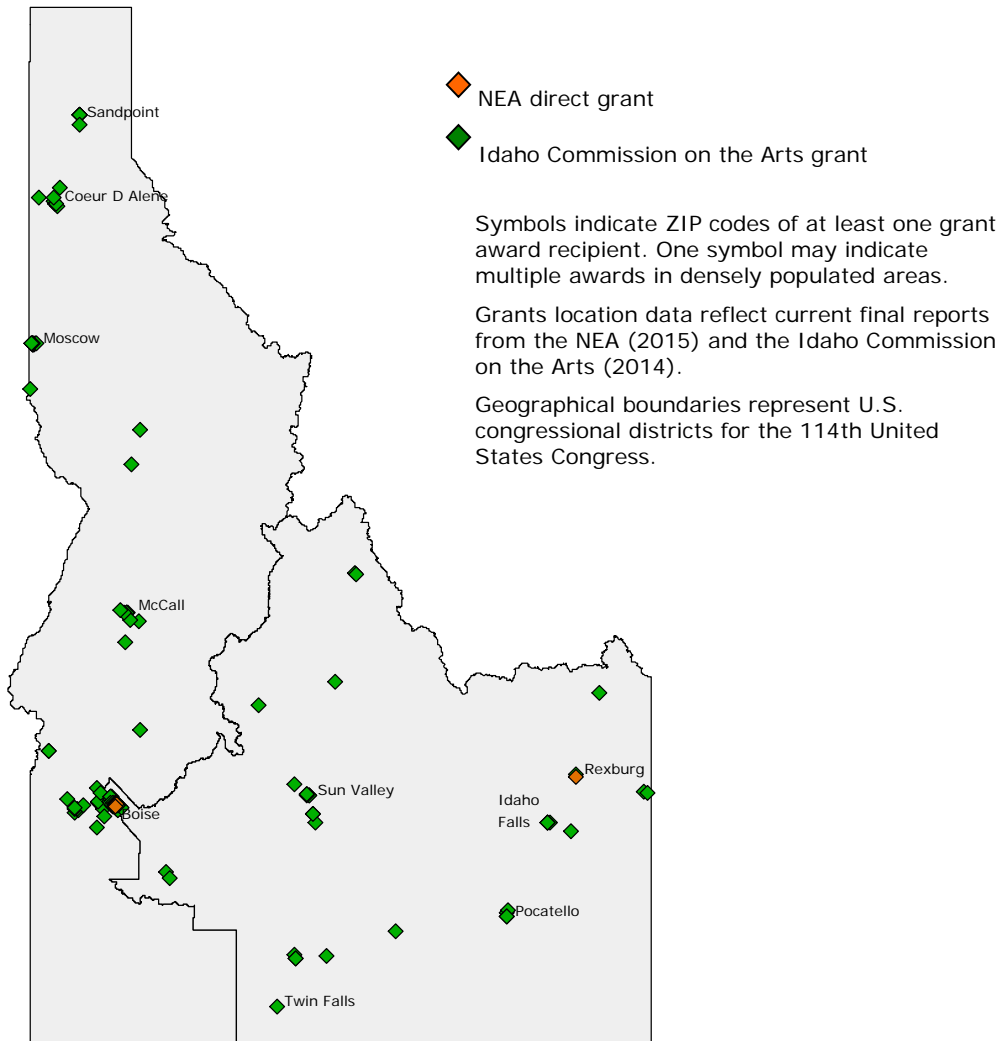 NEA direct grant
Idaho Commission on the Arts grant
Symbols indicate ZIP codes of at least one grant
award recipient. One symbol may indicate
multiple awards in densely populated areas.
Grants location data reflect current final reports
from the NEA (2015) and the Idaho Commission
on the Arts (2014).
Geographical boundaries represent U.S.
congressional districts for the 114th United
States Congress.
Sandpoint
Coeur D Alene
Moscow
McCall
Boise
Sun Valley
Rexburg
Idaho
Falls
Pocatello
Twin Falls